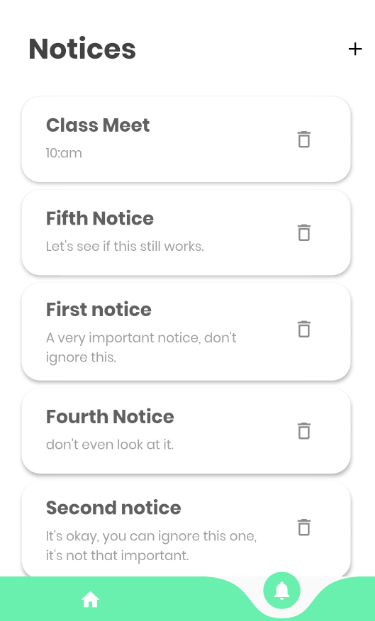 Notices
Class Meet
10:am
Fifth Notice
Let's see if this still works.
First notice
A very important notice, don't
ignore this.
Fourth Notice
don't even look at it.
Second notice
It's okay, you can ignore this one,
it's not that important.